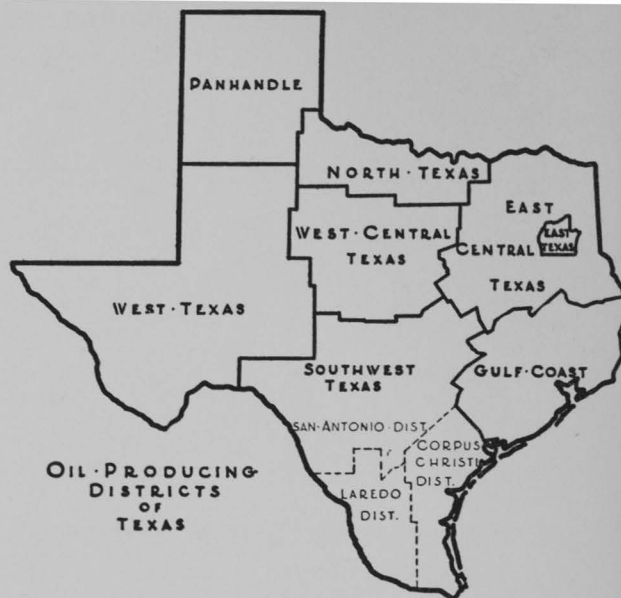 PANHANDLE
NORTH·TEXAS
WEST·CENTRAL
TEXAS
EAST
CENTRAL
TEXAS
EAST
TEXAS
WEST·TEXAS
SOUTHWEST
TEXAS
GULF·COAST
SAN·ANTONIO·DIST.
CORPUS
CHRISTI
DIST.
LAREDO
DIST.
OIL·PRODUCING
DISTRICTS
OF
TEXAS